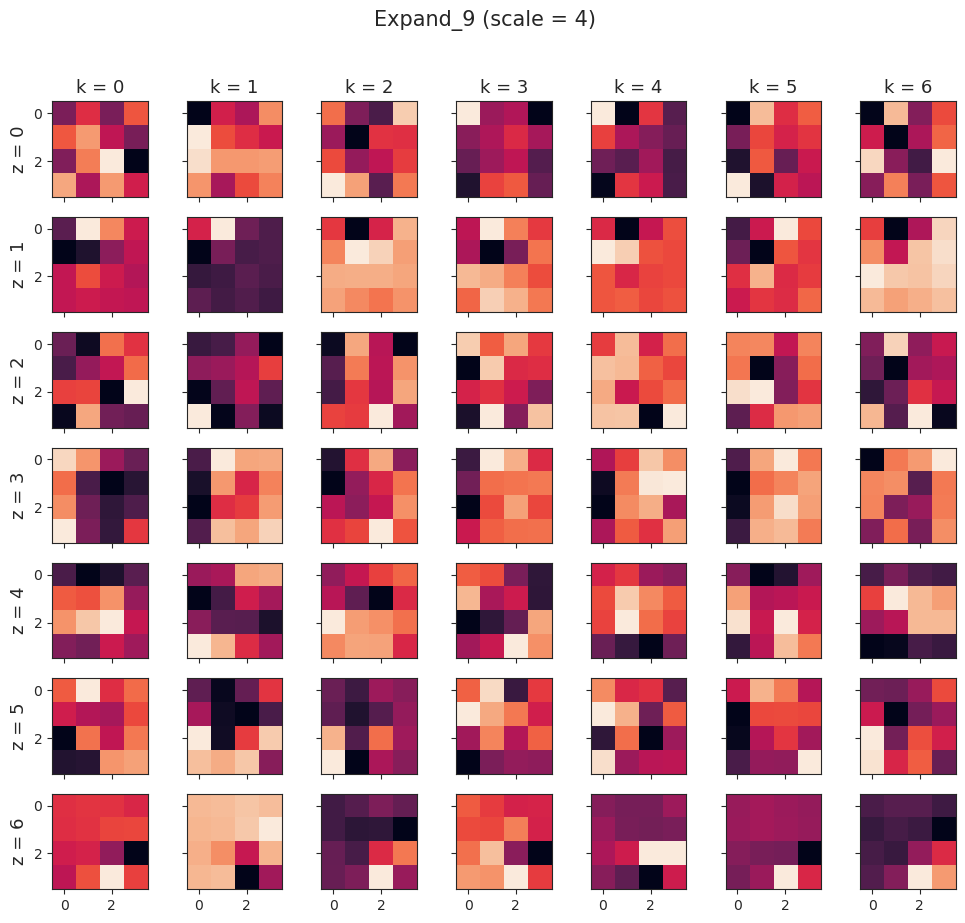 Expand_9 (scale = 4)
k = 0 k = 1 k = 2 k = 3 k = 4 k = 5 k = 6
0
z = 0
2
0
z = 1
2
0
z = 2
2
0
z = 3
2
0
z = 4
2
0
z = 5
2
0
z = 6
2
0 2 0 2 0 2 0 2 0 2 0 2 0 2